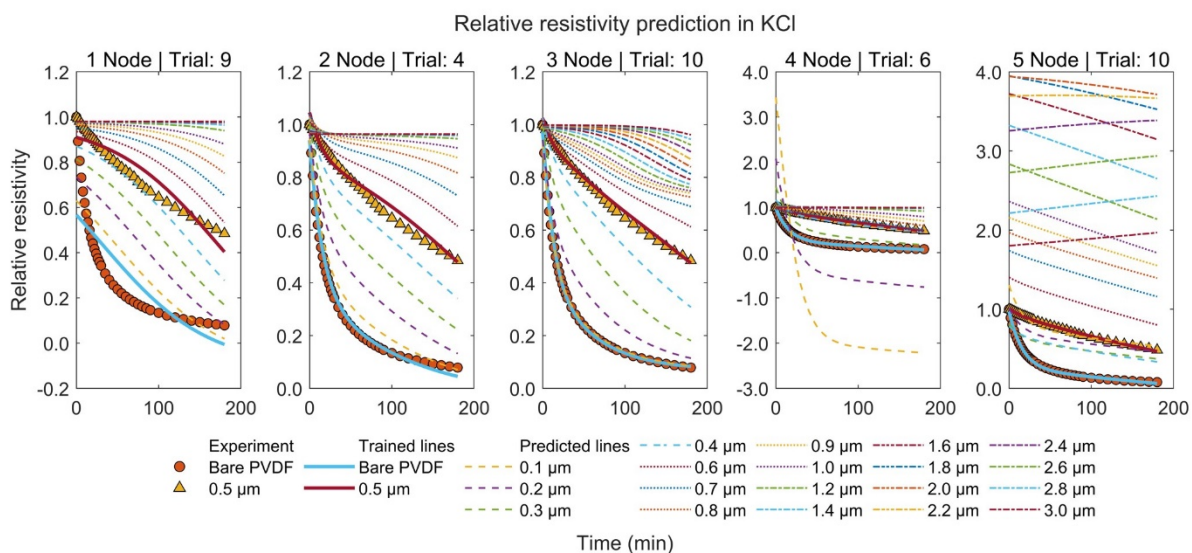 Relative resistivity prediction in KCl
1 Node | Trial: 9
2 Node | Trial: 4
3 Node | Trial: 10
4 Node | Trial: 6
5 Node | Trial: 10
Relative resistivity
1.2
1.0
0.8
0.6
0.4
0.2
0.0
-0.2
0
100
200
1.2
1.0
0.8
0.6
0.4
0.2
0.0
0
100
200
1.2
1.0
0.8
0.6
0.4
0.2
0.0
0
100
200
4.0
3.0
2.0
1.0
0.0
-1.0
-2.0
-3.0
0
100
200
4.0
3.0
2.0
1.0
0.0
0
100
200
Experiment
Bare PVDF
0.5 μm
Trained lines
Bare PVDF
0.5 μm
Predicted lines
0.1 μm
0.2 μm
0.3 μm
0.4 μm
0.6 μm
0.7 μm
0.8 μm
0.9 μm
1.0 μm
1.2 μm
1.4 μm
1.6 μm
1.8 μm
2.0 μm
2.2 μm
2.4 μm
2.6 μm
2.8 μm
3.0 μm
Time (min)